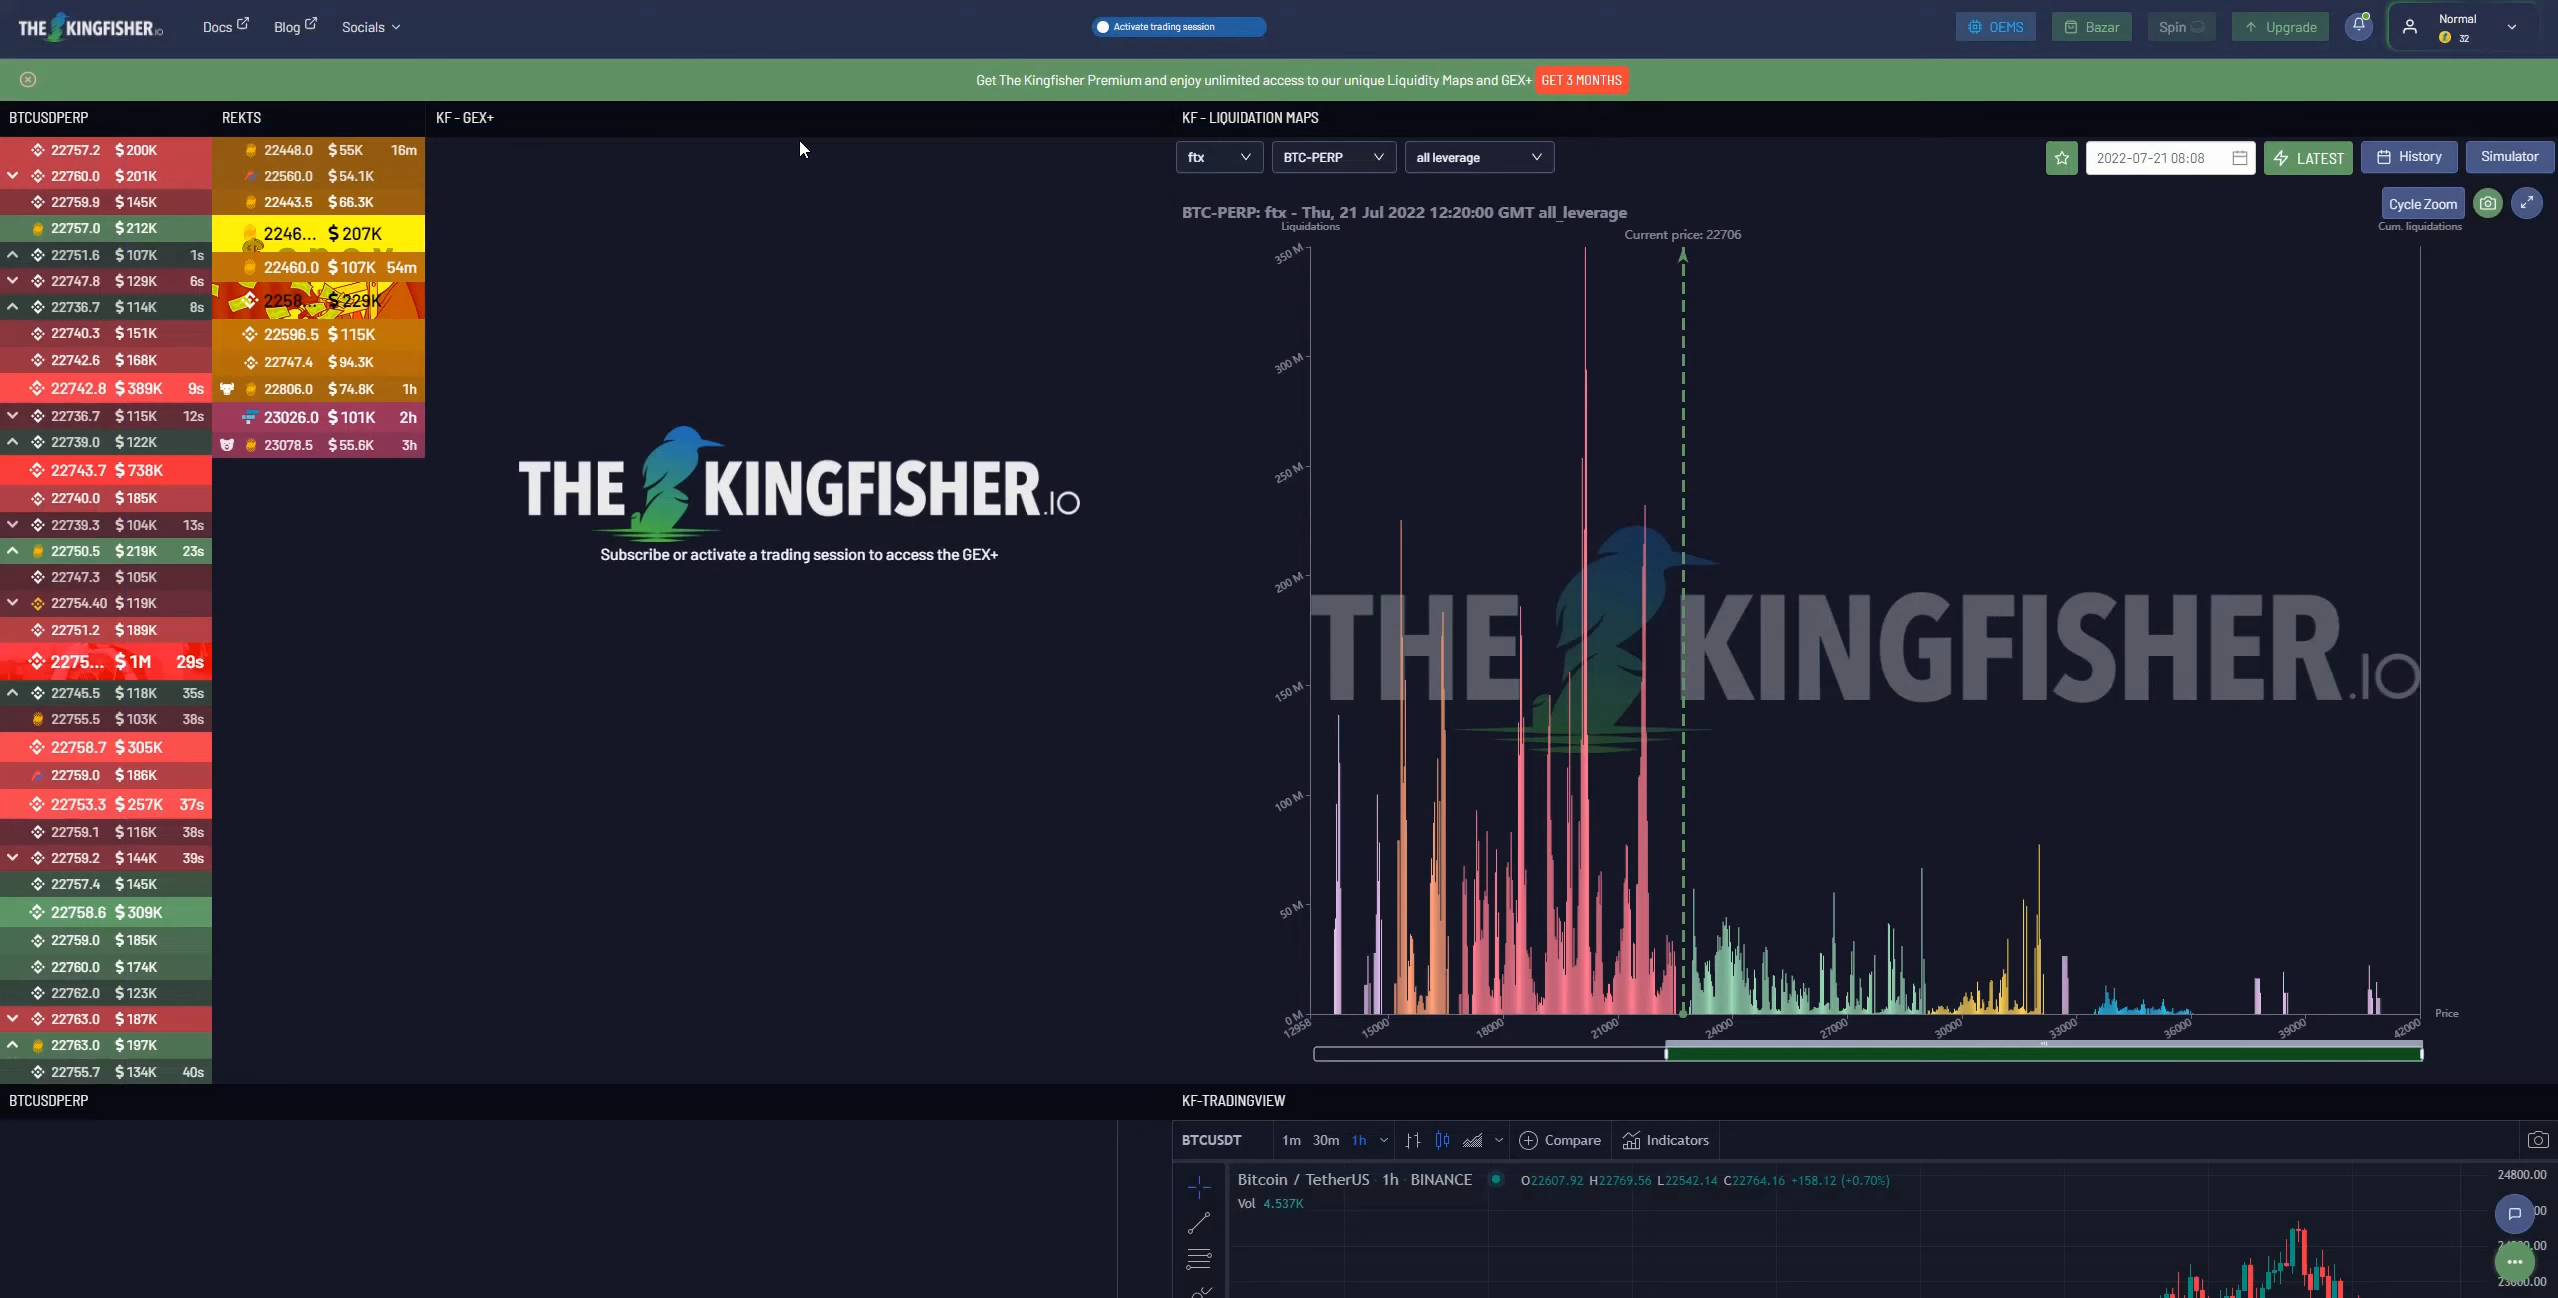 THE KINGFISHER.IO
Docs
Blog
Socials
Activate trading session
OEMS
Bazar
Spin
Upgrade
Normal
32
Get The Kingfisher Premium and enjoy unlimited access to our unique Liquidity Maps and GEX+ GET 3 MONTHS
BTCUSDPERP
22757.2 $200K
22760.0 $201K
22759.9 $145K
22757.0 $212K
22751.6 $107K 1s
22747.8 $129K 6s
22736.7 $114K 8s
22740.3 $151K
22742.6 $168K
22742.8 $389K 9s
22736.7 $115K 12s
22739.0 $122K
22743.7 $738K
22740.0 $185K
22739.3 $104K 13s
22750.5 $219K 23s
22747.3 $105K
22754.40 $119K
22751.2 $189K
2275... $1M 29s
22745.5 $118K 35s
22755.5 $103K 38s
22758.7 $305K
22759.0 $186K
22753.3 $257K 37s
22759.1 $116K 38s
22759.2 $144K 39s
22757.4 $145K
22758.6 $309K
22759.0 $185K
22760.0 $174K
22762.0 $123K
22763.0 $187K
22763.0 $197K
22755.7 $134K 40s
REKTS
22448.0 $55K 16m
22560.0 $54.1K
22443.5 $66.3K
2246... $207K
22460.0 $107K 54m
2258... $229K
22596.5 $115K
22747.4 $94.3K
22806.0 $74.8K 1h
23026.0 $101K 2h
23078.5 $55.6K 3h
KF - GEX+
THE KINGFISHER.IO
Subscribe or activate a trading session to access the GEX+
KF - LIQUIDATION MAPS
ftx
BTC-PERP
all leverage
2022-07-21 08:08
LATEST
History
Simulator
Cycle Zoom
BTC-PERP: ftx - Thu, 21 Jul 2022 12:20:00 GMT all_leverage
Liquidations
Cum. liquidations
Current price: 22706
350 M
300 M
250 M
200 M
150 M
100 M
50 M
0 M
THE KINGFISHER.IO
12958
15000
18000
21000
24000
27000
30000
33000
36000
39000
42000
Price
BTCUSDPERP
KF-TRADINGVIEW
BTCUSDT
1m 30m 1h
Compare
Indicators
Bitcoin / TetherUS 1h BINANCE O22607.92 H22769.56 L22542.14 C22764.16 +158.12 (+0.70%)
Vol 4.537K
24800.00